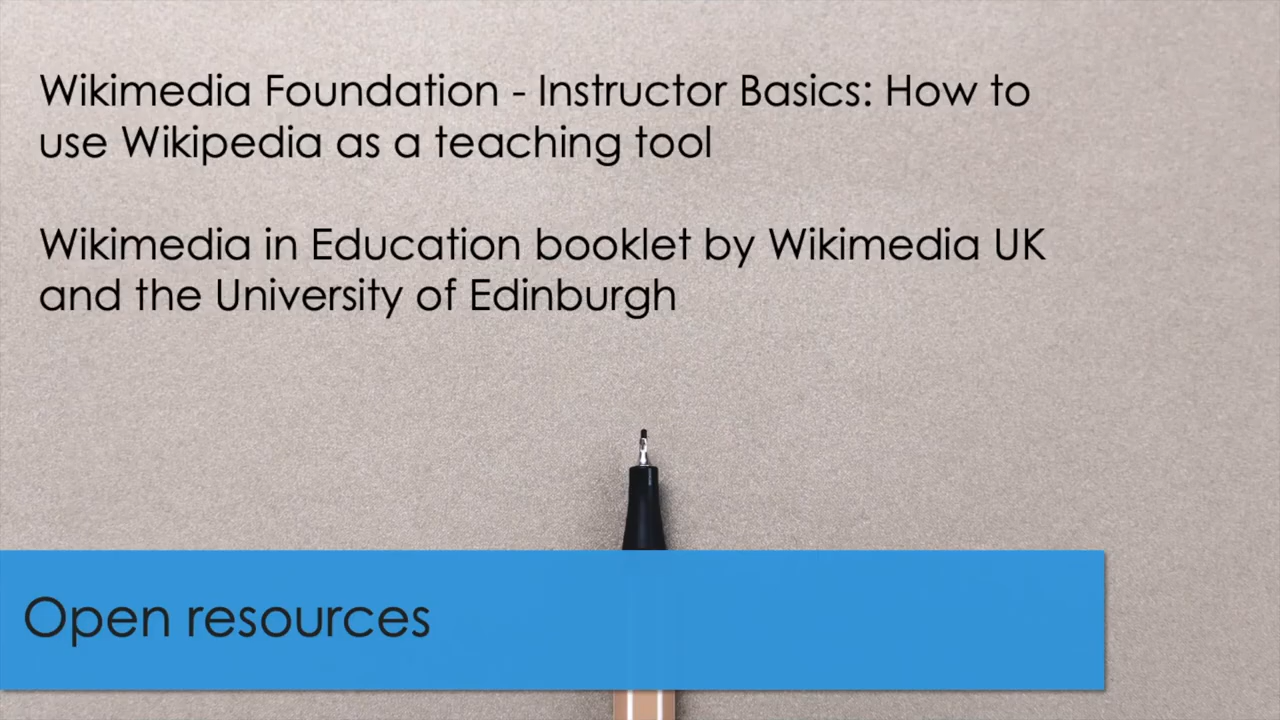 Wikimedia Foundation - Instructor Basics: How to
use Wikipedia as a teaching tool
Wikimedia in Education booklet by Wikimedia UK
and the University of Edinburgh
Open resources